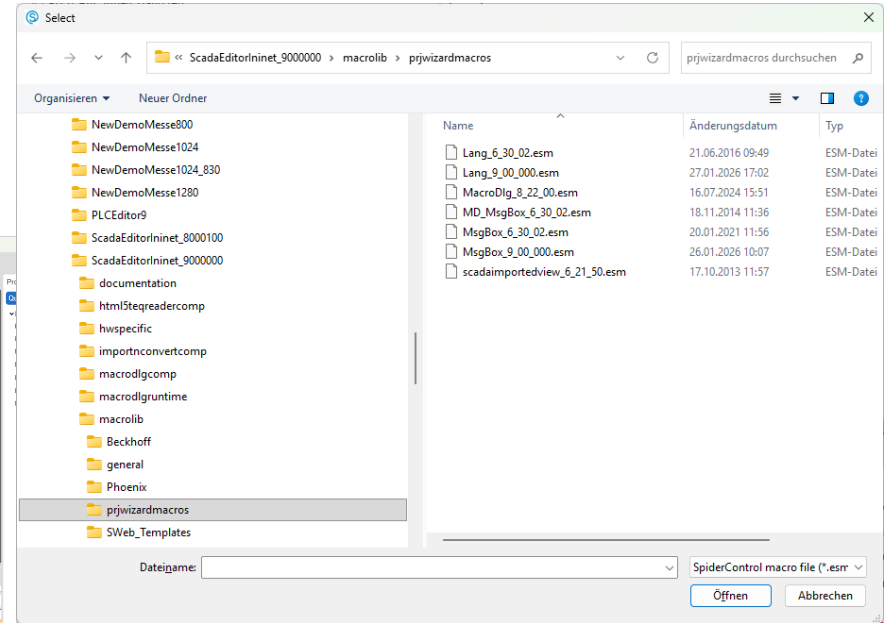 Select
« ScadaEditorIninet_9000000 › macrolib › prjwizardmacros
prjwizardmacros durchsuchen
Organisieren
Neuer Ordner
NewDemoMesse800
NewDemoMesse1024
NewDemoMesse1024_830
NewDemoMesse1280
PLCEditor9
ScadaEditorIninet_8000100
ScadaEditorIninet_9000000
documentation
html5teqreadercomp
hwspecific
importnconvertcomp
macrodlgcomp
macrodlgruntime
macrolib
Beckhoff
general
Phoenix
prjwizardmacros
SWeb_Templates
Name Änderungsdatum Typ
Lang_6_30_02.esm 21.06.2016 09:49 ESM-Datei
Lang_9_00_000.esm 27.01.2026 17:02 ESM-Datei
MacroDlg_8_22_00.esm 16.07.2024 15:51 ESM-Datei
MD_MsgBox_6_30_02.esm 18.11.2014 11:36 ESM-Datei
MsgBox_6_30_02.esm 20.01.2021 11:56 ESM-Datei
MsgBox_9_00_000.esm 26.01.2026 10:07 ESM-Datei
scadaimportedview_6_21_50.esm 17.10.2013 11:57 ESM-Datei
Dateiname:
SpiderControl macro file (*.esm
Öffnen
Abbrechen